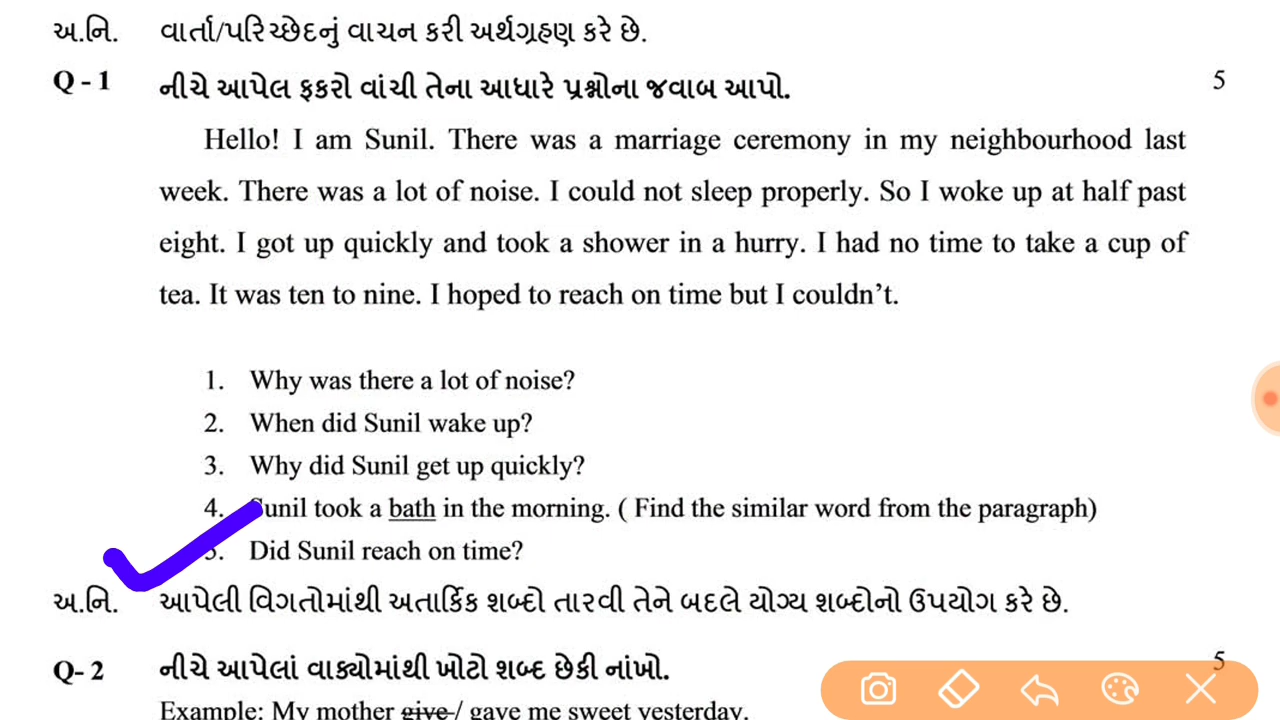 અ.નિ. વાર્તા/પરિચ્છેદનું વાચન કરી અર્થગ્રહણ કરે છે.
Q - 1 નીચે આપેલ ફકરો વાંચી તેના આધારે પ્રશ્નોના જવાબ આપો. 5
Hello! I am Sunil. There was a marriage ceremony in my neighbourhood last
week. There was a lot of noise. I could not sleep properly. So I woke up at half past
eight. I got up quickly and took a shower in a hurry. I had no time to take a cup of
tea. It was ten to nine. I hoped to reach on time but I couldn’t.
1. Why was there a lot of noise?
2. When did Sunil wake up?
3. Why did Sunil get up quickly?
4. Sunil took a bath in the morning. ( Find the similar word from the paragraph)
5. Did Sunil reach on time?
અ.નિ. આપેલી વિગતોમાંથી અતાર્કિક શબ્દો તારવી તેને બદલે યોગ્ય શબ્દોનો ઉપયોગ કરે છે.
Q- 2 નીચે આપેલાં વાક્યોમાંથી ખોટો શબ્દ છેકી નાંખો. 5
Example: My mother give / gave me sweet yesterday.